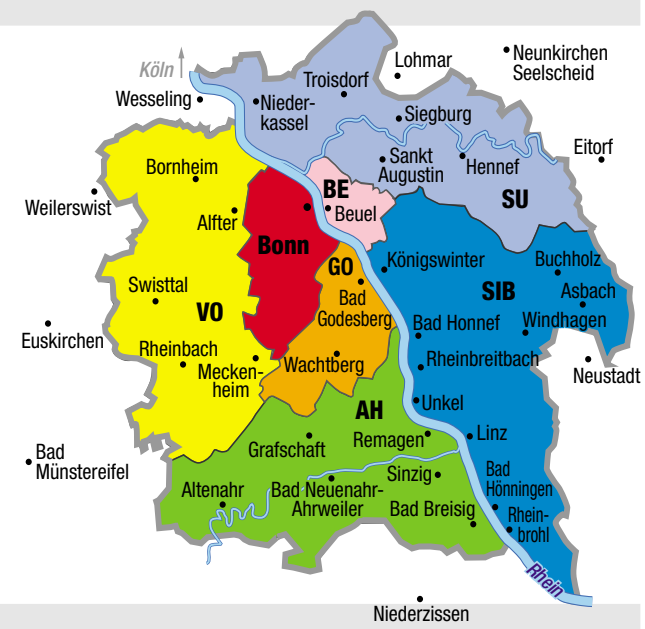 Köln
Lohmar
Neunkirchen
Seelscheid
Troisdorf
Wesseling
Nieder-
kassel
Siegburg
Eitorf
Sankt
Augustin
Hennef
Bornheim
BE
SU
Weilerswist
Alfter
Beuel
Bonn
GO
Königswinter
Buchholz
Swisttal
Bad
Godesberg
SIB
Asbach
VO
Bad Honnef
Windhagen
Euskirchen
Rheinbach
Mecken-
heim
Wachtberg
Rheinbreitbach
Neustadt
AH
Unkel
Grafschaft
Remagen
Linz
Bad
Münstereifel
Sinzig
Bad
Hönningen
Altenahr
Bad Neuenahr-
Ahrweiler
Bad Breisig
Rhein-
brohl
Rhein
Niederzissen